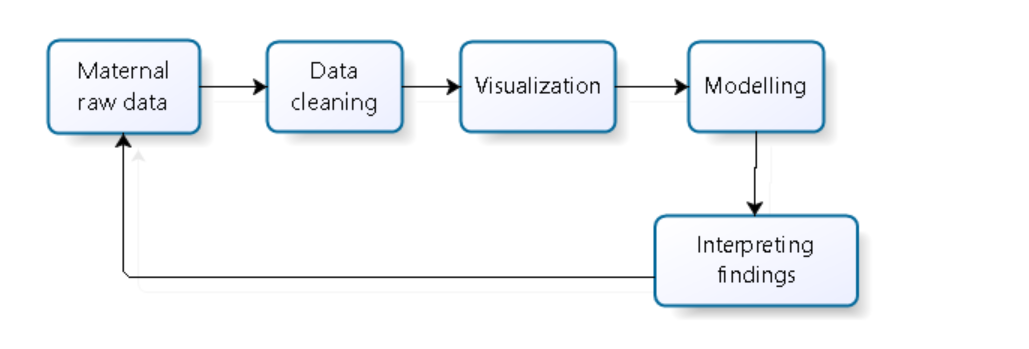 Maternal
raw data
Data
cleaning
Visualization
Modelling
Interpreting
findings